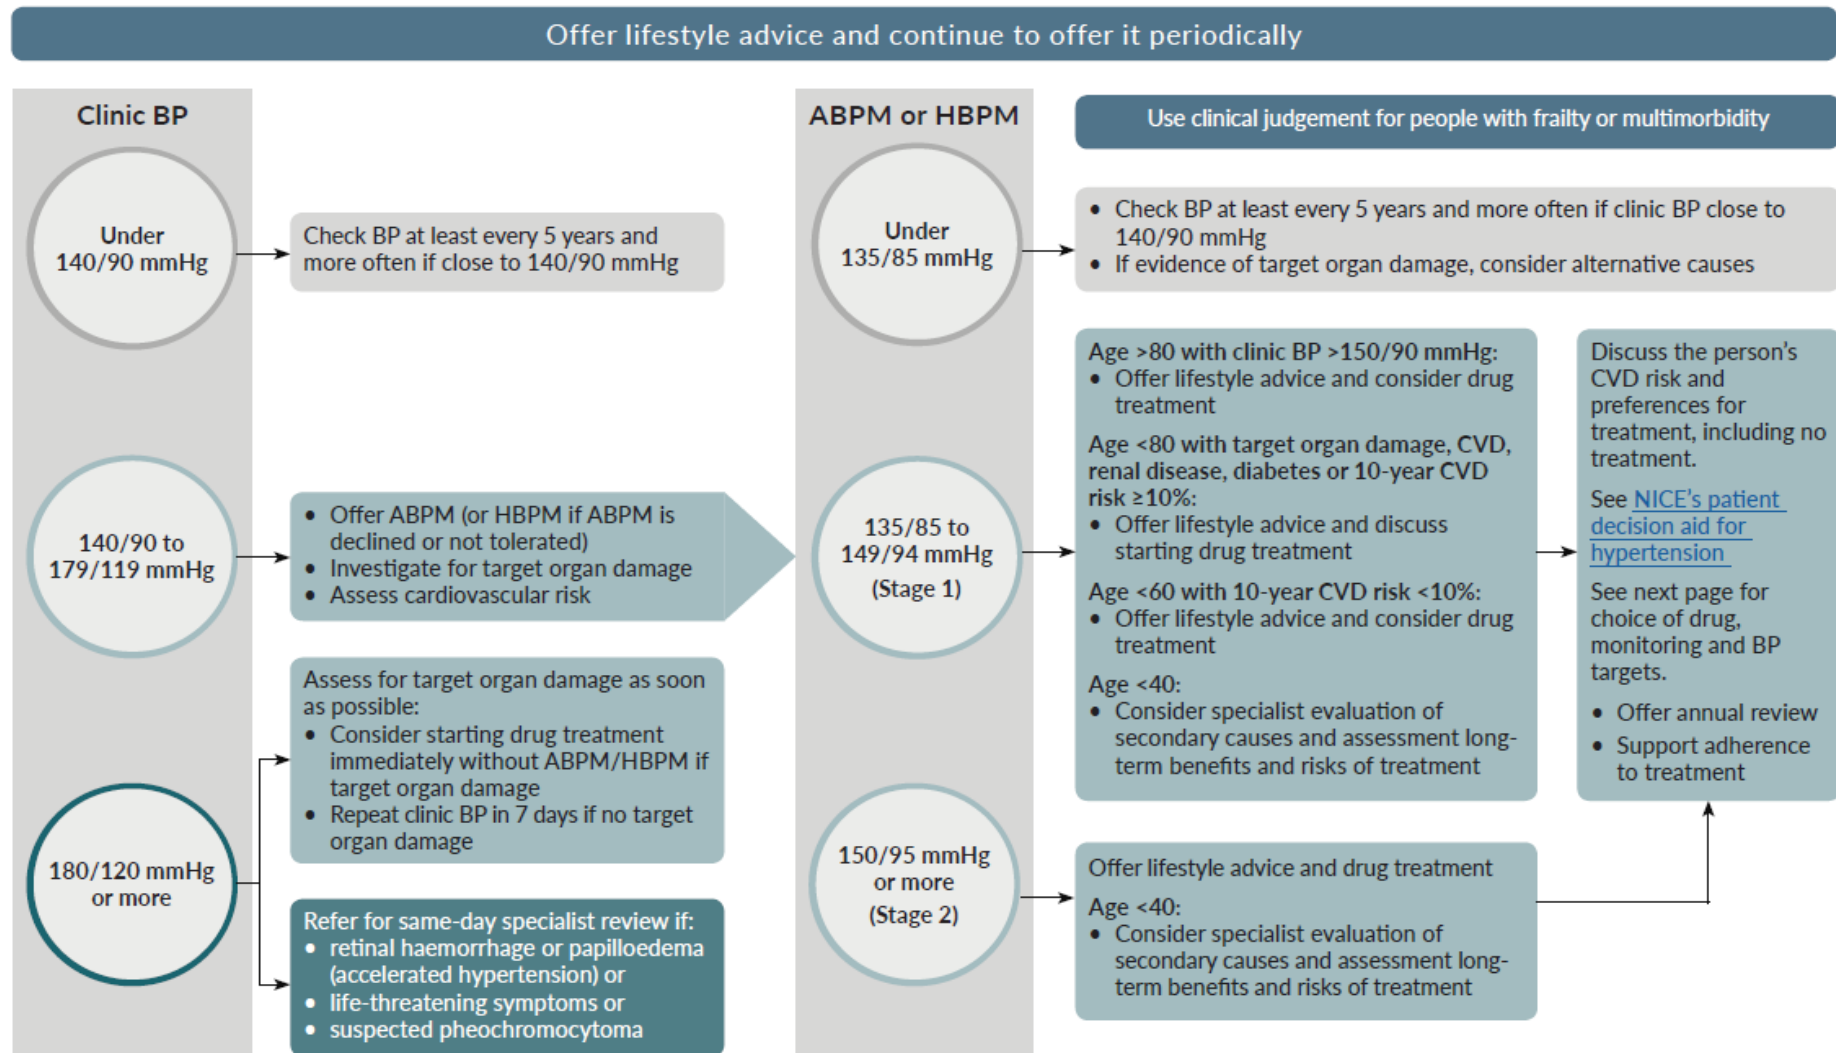 Offer lifestyle advice and continue to offer it periodically
Clinic BP
Under
140/90 mmHg
Check BP at least every 5 years and
more often if close to 140/90 mmHg
140/90 to
179/119 mmHg
• Offer ABPM (or HBPM if ABPM is
declined or not tolerated)
• Investigate for target organ damage
• Assess cardiovascular risk
180/120 mmHg
or more
Assess for target organ damage as soon
as possible:
• Consider starting drug treatment
immediately without ABPM/HBPM if
target organ damage
• Repeat clinic BP in 7 days if no target
organ damage
Refer for same-day specialist review if:
• retinal haemorrhage or papilloedema
(accelerated hypertension) or
• life-threatening symptoms or
• suspected pheochromocytoma
ABPM or HBPM
Use clinical judgement for people with frailty or multimorbidity
Under
135/85 mmHg
• Check BP at least every 5 years and more often if clinic BP close to
140/90 mmHg
• If evidence of target organ damage, consider alternative causes
135/85 to
149/94 mmHg
(Stage 1)
Age >80 with clinic BP >150/90 mmHg:
• Offer lifestyle advice and consider drug
treatment
Age <80 with target organ damage, CVD,
renal disease, diabetes or 10-year CVD
risk ≥10%:
• Offer lifestyle advice and discuss
starting drug treatment
Age <60 with 10-year CVD risk <10%:
• Offer lifestyle advice and consider drug
treatment
Age <40:
• Consider specialist evaluation of
secondary causes and assessment long-
term benefits and risks of treatment
Discuss the person's
CVD risk and
preferences for
treatment, including no
treatment.
See NICE's patient
decision aid for
hypertension
See next page for
choice of drug,
monitoring and BP
targets.
• Offer annual review
• Support adherence
to treatment
150/95 mmHg
or more
(Stage 2)
Offer lifestyle advice and drug treatment
Age <40:
• Consider specialist evaluation of
secondary causes and assessment long-
term benefits and risks of treatment